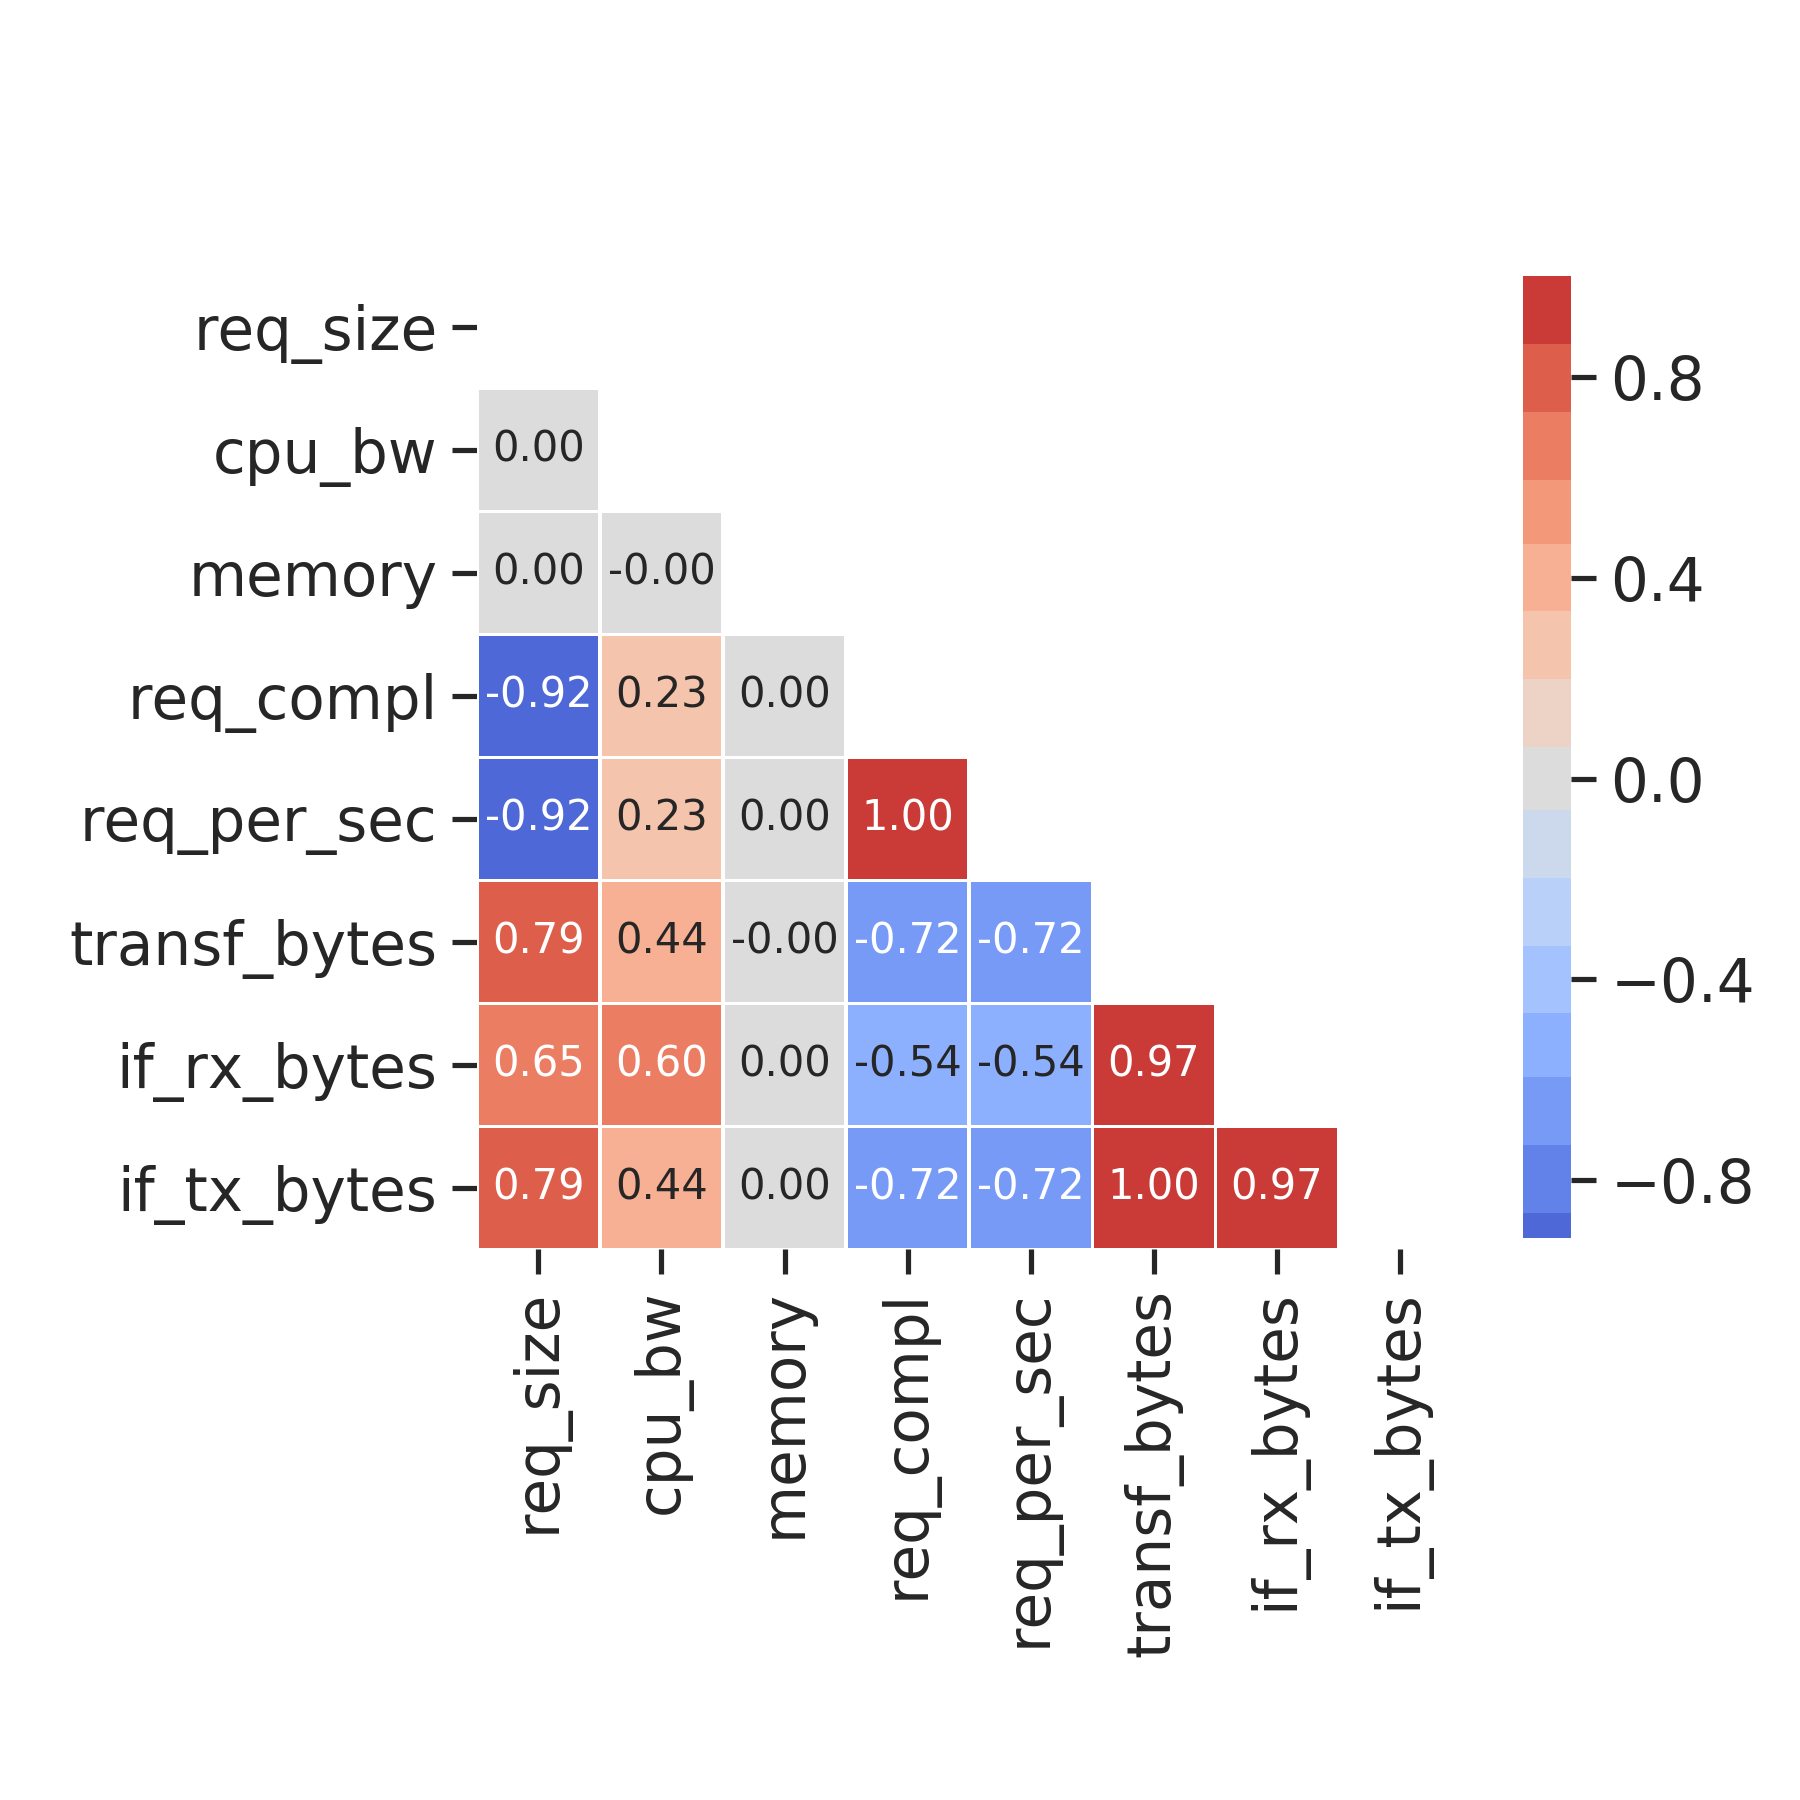 req_size
0.8
cpu_bw 0.00
memory 0.00 -0.00
0.4
req_compl -0.92 0.23 0.00
0.0
req_per_sec -0.92 0.23 0.00 1.00
transf_bytes 0.79 0.44 -0.00 -0.72 -0.72
−0.4
if_rx_bytes 0.65 0.60 0.00 -0.54 -0.54 0.97
if_tx_bytes 0.79 0.44 0.00 -0.72 -0.72 1.00 0.97
−0.8
req_size
cpu_bw
memory
req_compl
req_per_sec
transf_bytes
if_rx_bytes
if_tx_bytes